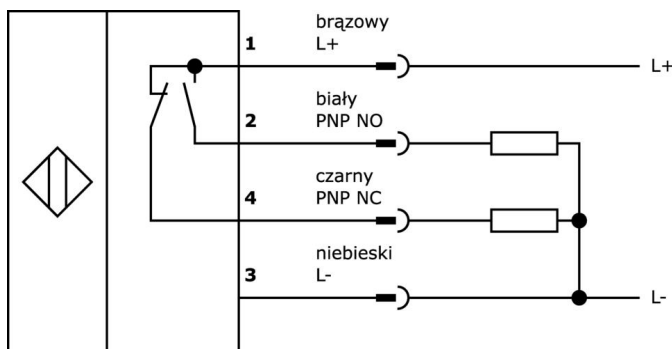 brązowy
1 L+
L+
biały
2 PNP NO
czarny
4 PNP NC
niebieski
3 L-
L-